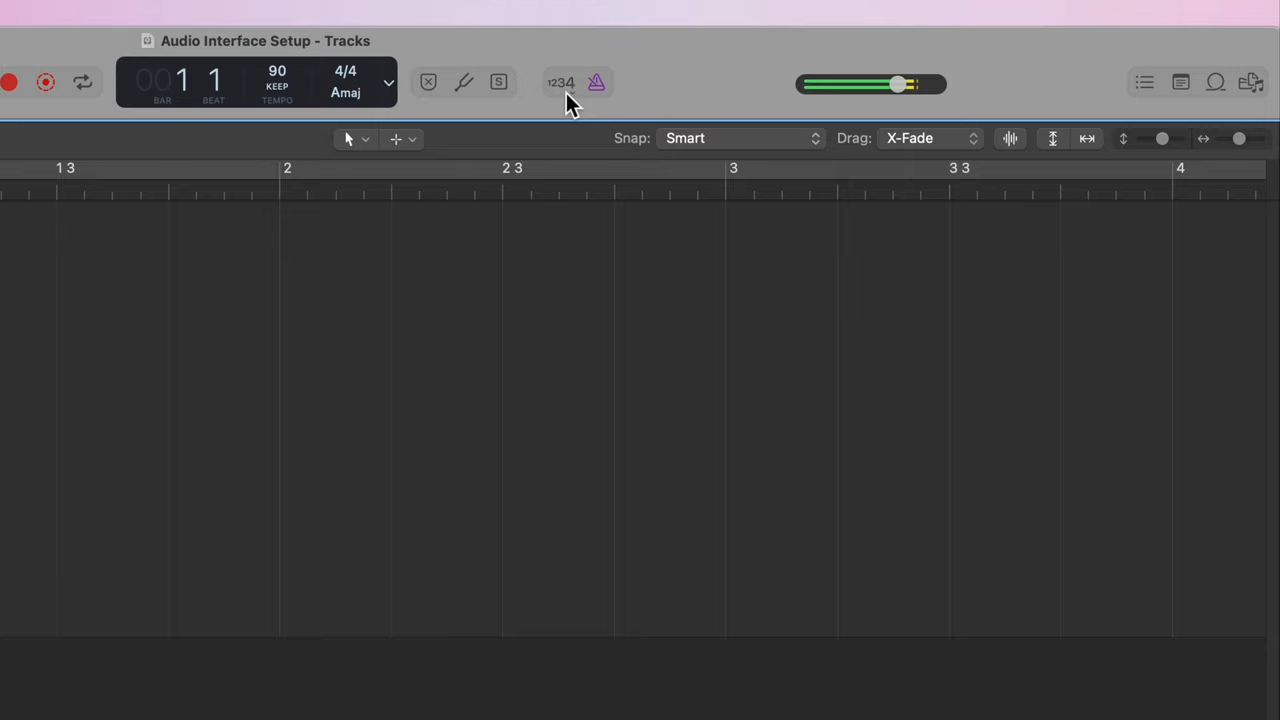 Audio Interface Setup - Tracks
001 1 90 4/4
KEEP Amaj
BAR BEAT TEMPO
S
1234
Snap: Smart Drag: X-Fade
1 3 2 2 3 3 3 3 4